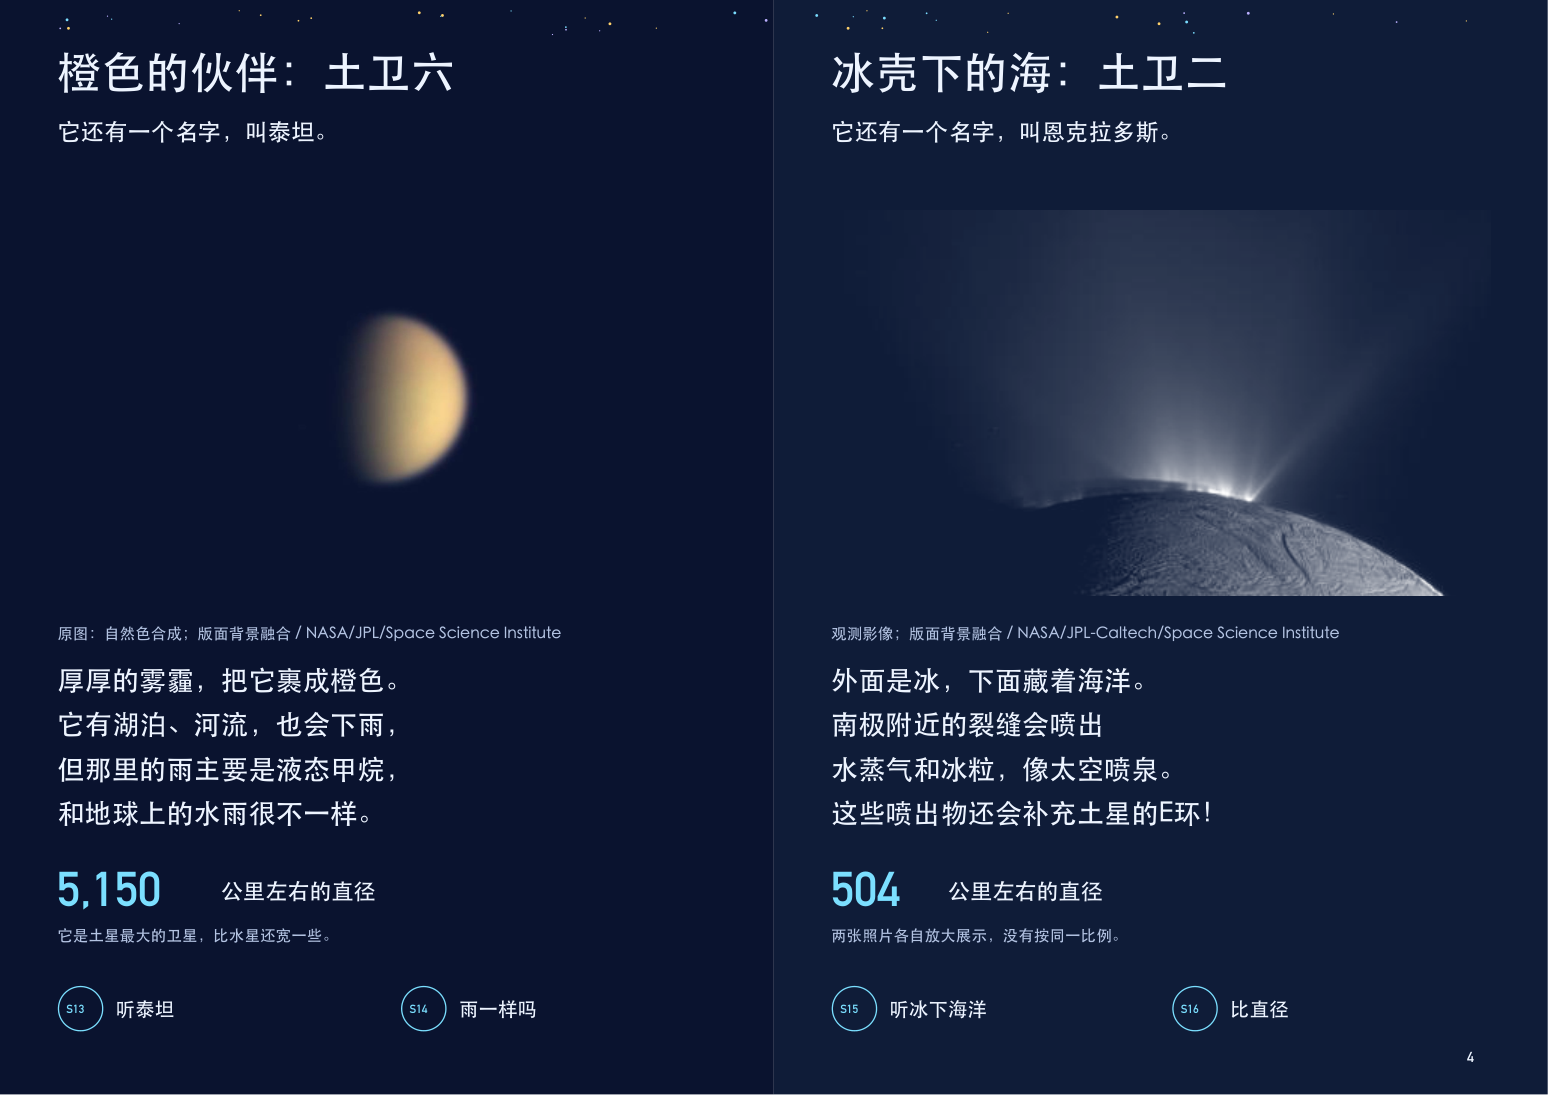 橙色的伙伴：土卫六
它还有一个名字，叫泰坦。
原图：自然色合成；版面背景融合 / NASA/JPL/Space Science Institute
厚厚的雾霾，把它裹成橙色。
它有湖泊、河流，也会下雨，
但那里的雨主要是液态甲烷，
和地球上的水雨很不一样。
5,150 公里左右的直径
它是土星最大的卫星，比水星还宽一些。
S13 听泰坦
S14 雨一样吗
冰壳下的海：土卫二
它还有一个名字，叫恩克拉多斯。
观测影像；版面背景融合 / NASA/JPL-Caltech/Space Science Institute
外面是冰，下面藏着海洋。
南极附近的裂缝会喷出
水蒸气和冰粒，像太空喷泉。
这些喷出物还会补充土星的E环！
504 公里左右的直径
两张照片各自放大展示，没有按同一比例。
S15 听冰下海洋
S16 比直径
4